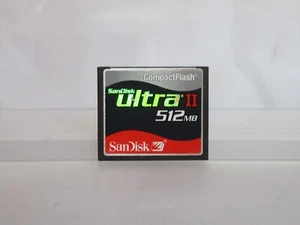 CompactFlash®
SanDisk
ultra II
512MB
SanDisk